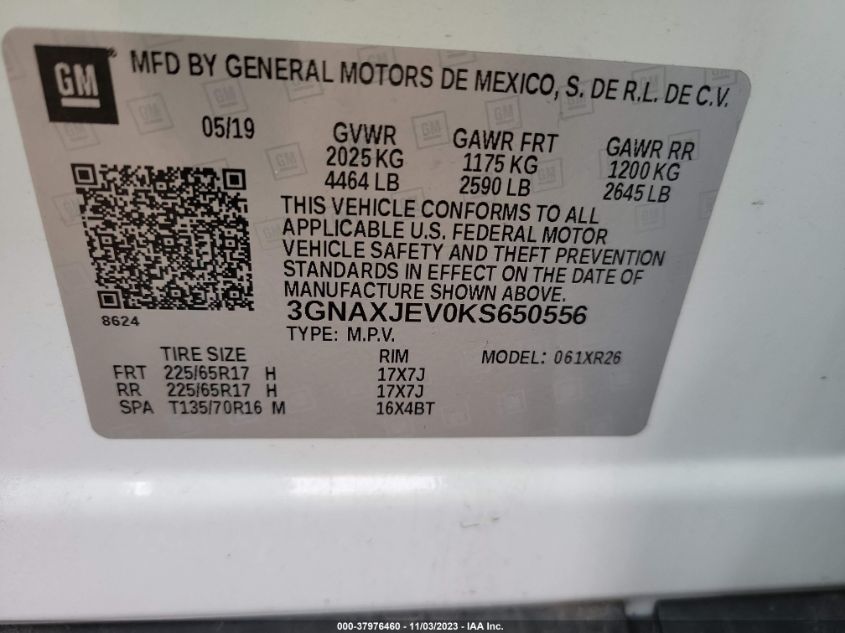 GM
MFD BY GENERAL MOTORS DE MEXICO, S. DE R.L. DE C.V.
05/19
GVWR GAWR FRT GAWR RR
2025 KG 1175 KG 1200 KG
4464 LB 2590 LB 2645 LB
THIS VEHICLE CONFORMS TO ALL
APPLICABLE U.S. FEDERAL MOTOR
VEHICLE SAFETY AND THEFT PREVENTION
STANDARDS IN EFFECT ON THE DATE OF
MANUFACTURE SHOWN ABOVE.
8624
3GNAXJEV0KS650556
TYPE: M.P.V.
TIRE SIZE RIM MODEL: 061XR26
FRT 225/65R17 H 17X7J
RR 225/65R17 H 17X7J
SPA T135/70R16 M 16X4BT
000-37976460 - 11/03/2023 - IAA Inc.